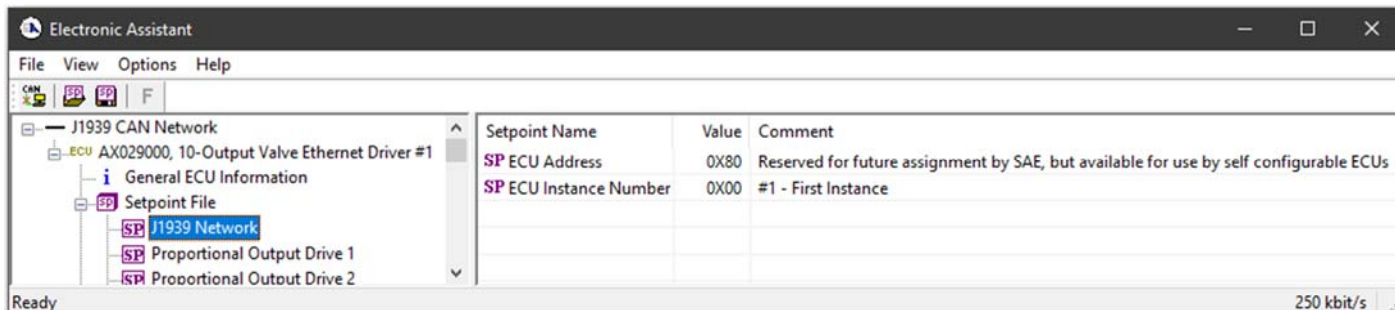 Electronic Assistant
File View Options Help
CAN SP SP F
J1939 CAN Network
ECU AX029000, 10-Output Valve Ethernet Driver #1
i General ECU Information
SP Setpoint File
SP J1939 Network
SP Proportional Output Drive 1
SP Proportional Output Drive 2
Setpoint Name Value Comment
SP ECU Address 0X80 Reserved for future assignment by SAE, but available for use by self configurable ECUs
SP ECU Instance Number 0X00 #1 - First Instance
Ready 250 kbit/s